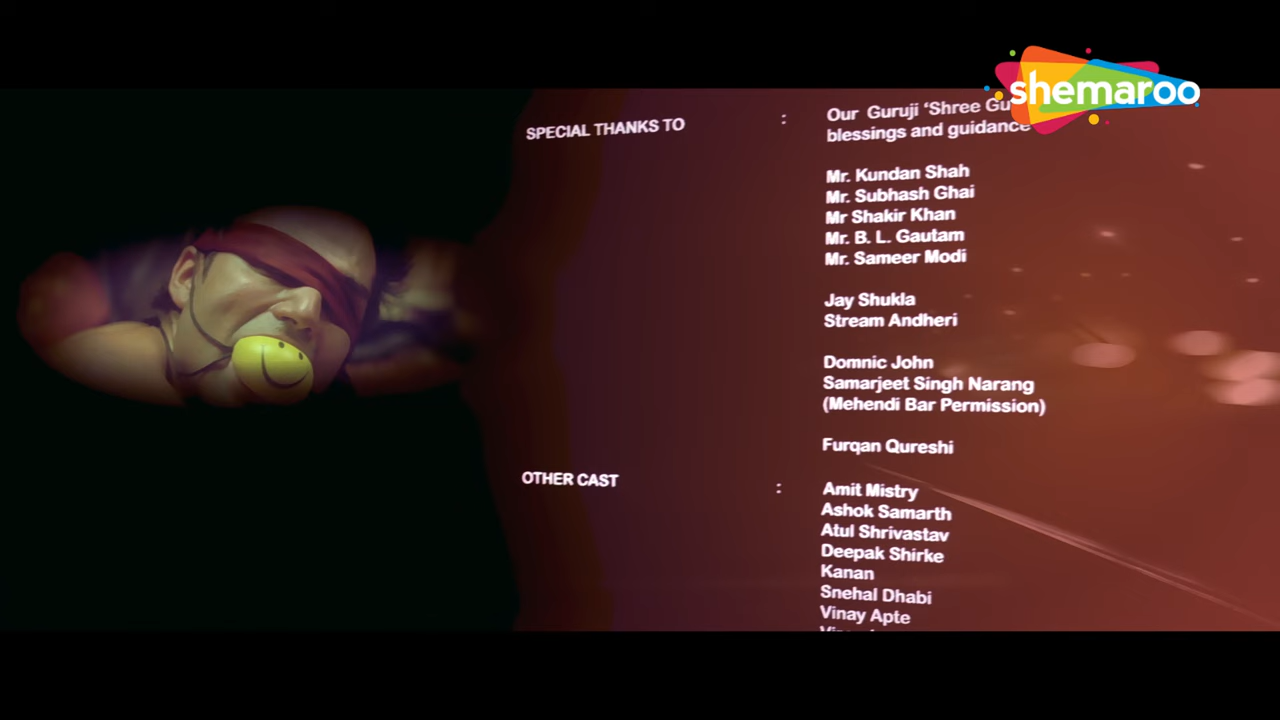 shemaroo
SPECIAL THANKS TO :
Our Guruji ‘Shree
blessings and guidance
Mr. Kundan Shah
Mr. Subhash Ghai
Mr Shakir Khan
Mr. B. L. Gautam
Mr. Sameer Modi
Jay Shukla
Stream Andheri
Domnic John
Samarjeet Singh Narang
(Mehendi Bar Permission)
Furqan Qureshi
OTHER CAST :
Amit Mistry
Ashok Samarth
Atul Shrivastav
Deepak Shirke
Kanan
Snehal Dhabi
Vinay Apte